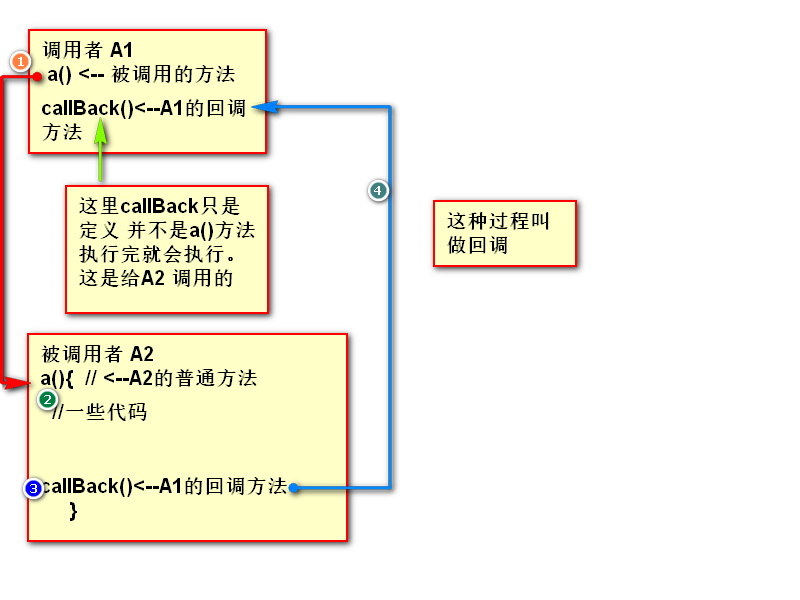 1
调用者 A1
a() <-- 被调用的方法
callBack()<--A1的回调
方法
这里callBack只是
定义 并不是a()方法
执行完就会执行。
这是给A2 调用的
4
这种过程叫
做回调
被调用者 A2
a(){ // <--A2的普通方法
2
//一些代码
3
callBack()<--A1的回调方法
}